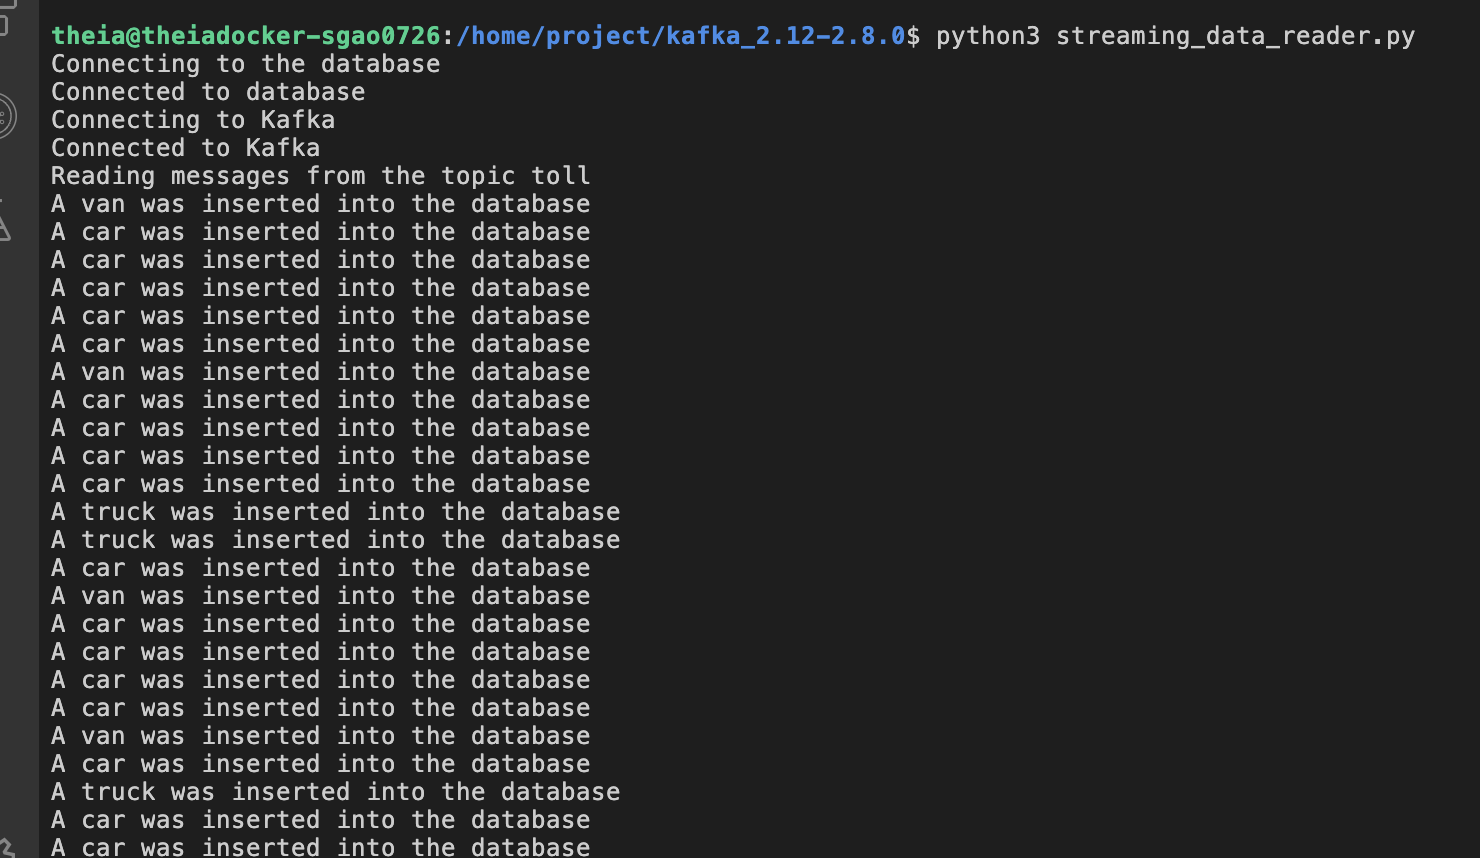 theia@theiadocker-sgao0726:/home/project/kafka_2.12-2.8.0$ python3 streaming_data_reader.py
Connecting to the database
Connected to database
Connecting to Kafka
Connected to Kafka
Reading messages from the topic toll
A van was inserted into the database
A car was inserted into the database
A car was inserted into the database
A car was inserted into the database
A car was inserted into the database
A car was inserted into the database
A van was inserted into the database
A car was inserted into the database
A car was inserted into the database
A car was inserted into the database
A car was inserted into the database
A truck was inserted into the database
A truck was inserted into the database
A car was inserted into the database
A van was inserted into the database
A car was inserted into the database
A car was inserted into the database
A car was inserted into the database
A car was inserted into the database
A van was inserted into the database
A car was inserted into the database
A truck was inserted into the database
A car was inserted into the database
A car was inserted into the database